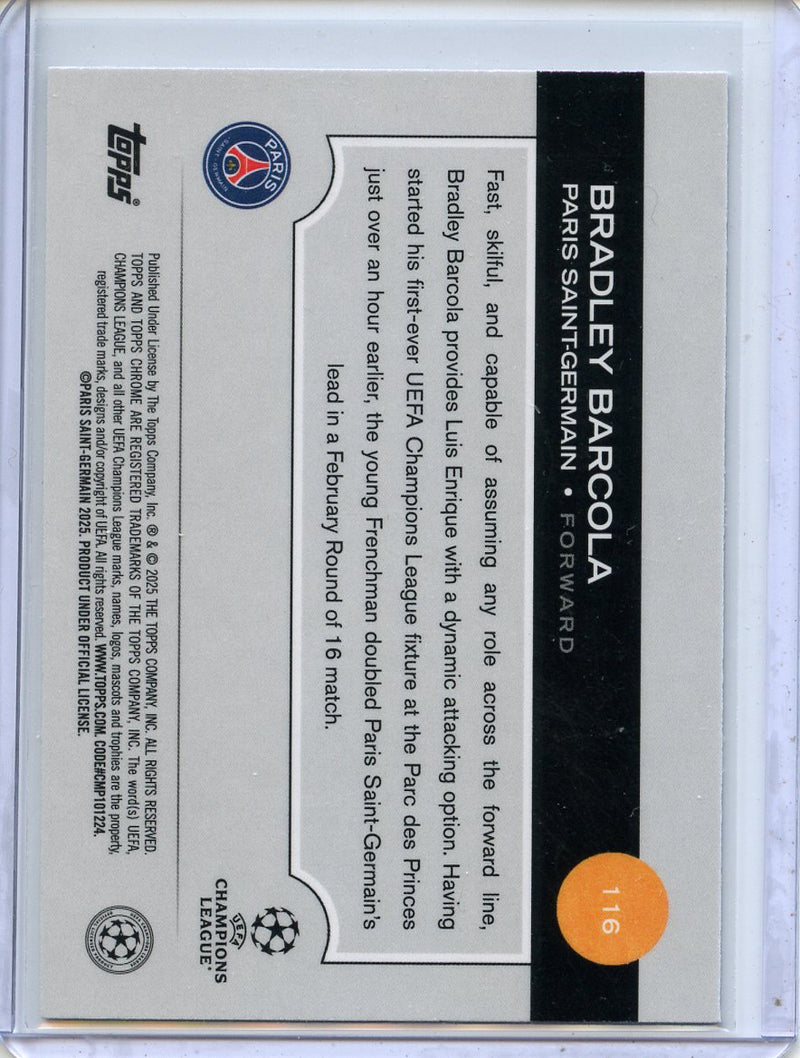 BRADLEY BARCOLA
PARIS SAINT-GERMAIN • FORWARD
116
Fast, skilful, and capable of assuming any role across the forward line,
Bradley Barcola provides Luis Enrique with a dynamic attacking option. Having
started his first-ever UEFA Champions League fixture at the Parc des Princes
just over an hour earlier, the young Frenchman doubled Paris Saint-Germain's
lead in a February Round of 16 match.
PARIS
SAINT-GERMAIN
UEFA
CHAMPIONS
LEAGUE®
topps®
Published Under License by The Topps Company, Inc. ® & © 2025 THE TOPPS COMPANY, INC. ALL RIGHTS RESERVED.
TOPPS AND TOPPS CHROME ARE REGISTERED TRADEMARKS OF THE TOPPS COMPANY, INC. The word(s) UEFA,
CHAMPIONS LEAGUE, and all other UEFA Champions League marks, names, logos, mascots and trophies are the property,
registered trade marks, designs and/or copyright of UEFA. All rights reserved. WWW.TOPPS.COM. CODE#CMP101224.
©PARIS SAINT-GERMAIN 2025. PRODUCT UNDER OFFICIAL LICENSE.